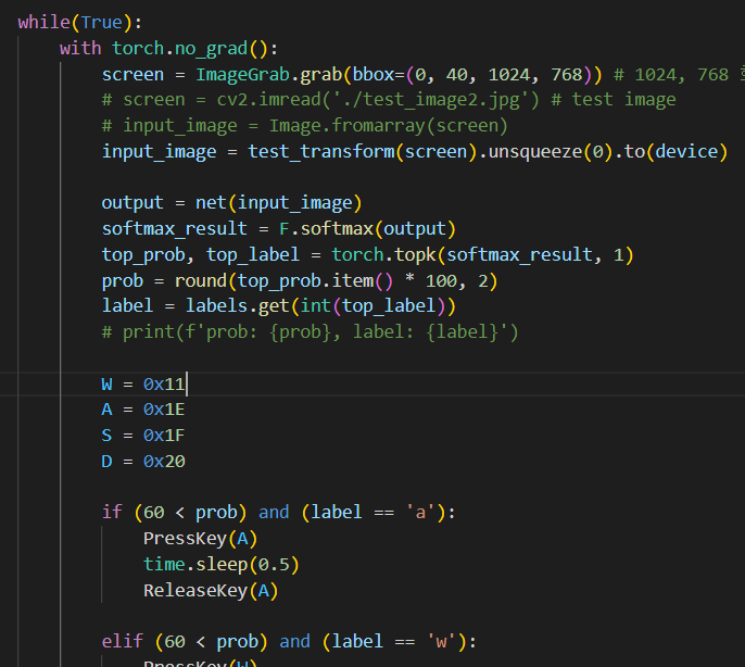 while(True):
with torch.no_grad():
screen = ImageGrab.grab(bbox=(0, 40, 1024, 768)) # 1024, 768
# screen = cv2.imread('./test_image2.jpg') # test image
# input_image = Image.fromarray(screen)
input_image = test_transform(screen).unsqueeze(0).to(device)
output = net(input_image)
softmax_result = F.softmax(output)
top_prob, top_label = torch.topk(softmax_result, 1)
prob = round(top_prob.item() * 100, 2)
label = labels.get(int(top_label))
# print(f'prob: {prob}, label: {label}')
W = 0x11
A = 0x1E
S = 0x1F
D = 0x20
if (60 < prob) and (label == 'a'):
PressKey(A)
time.sleep(0.5)
ReleaseKey(A)
elif (60 < prob) and (label == 'w'):
PressKey(W)